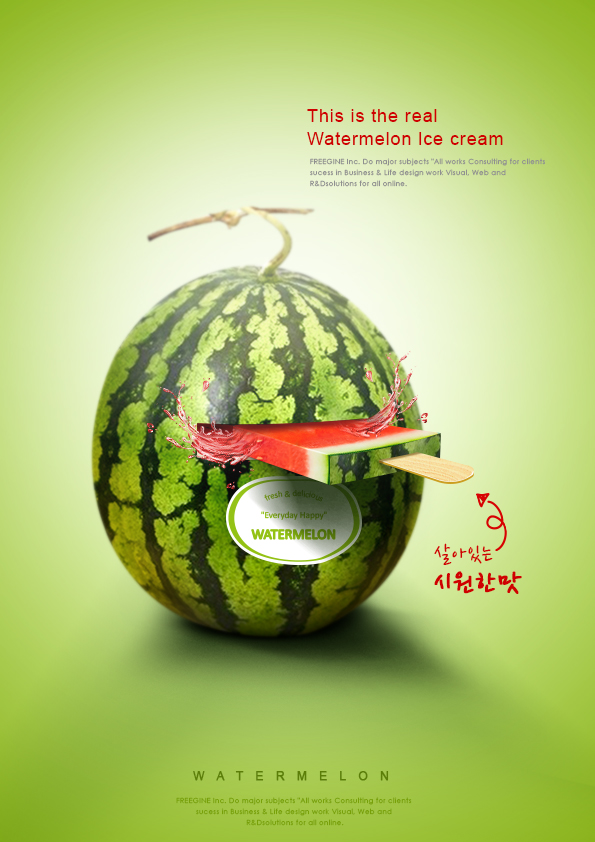 This is the real
Watermelon Ice cream
FREEGINE Inc. Do major subjects "All works Consulting for clients
sucess in Business & Life design work Visual, Web and
R&Dsolutions for all online.
fresh & delicious
"Everyday Happy"
WATERMELON
살아있는
시원한맛
WATERMELON
FREEGINE Inc. Do major subjects "All works Consulting for clients
sucess in Business & Life design work Visual, Web and
R&Dsolutions for all online.